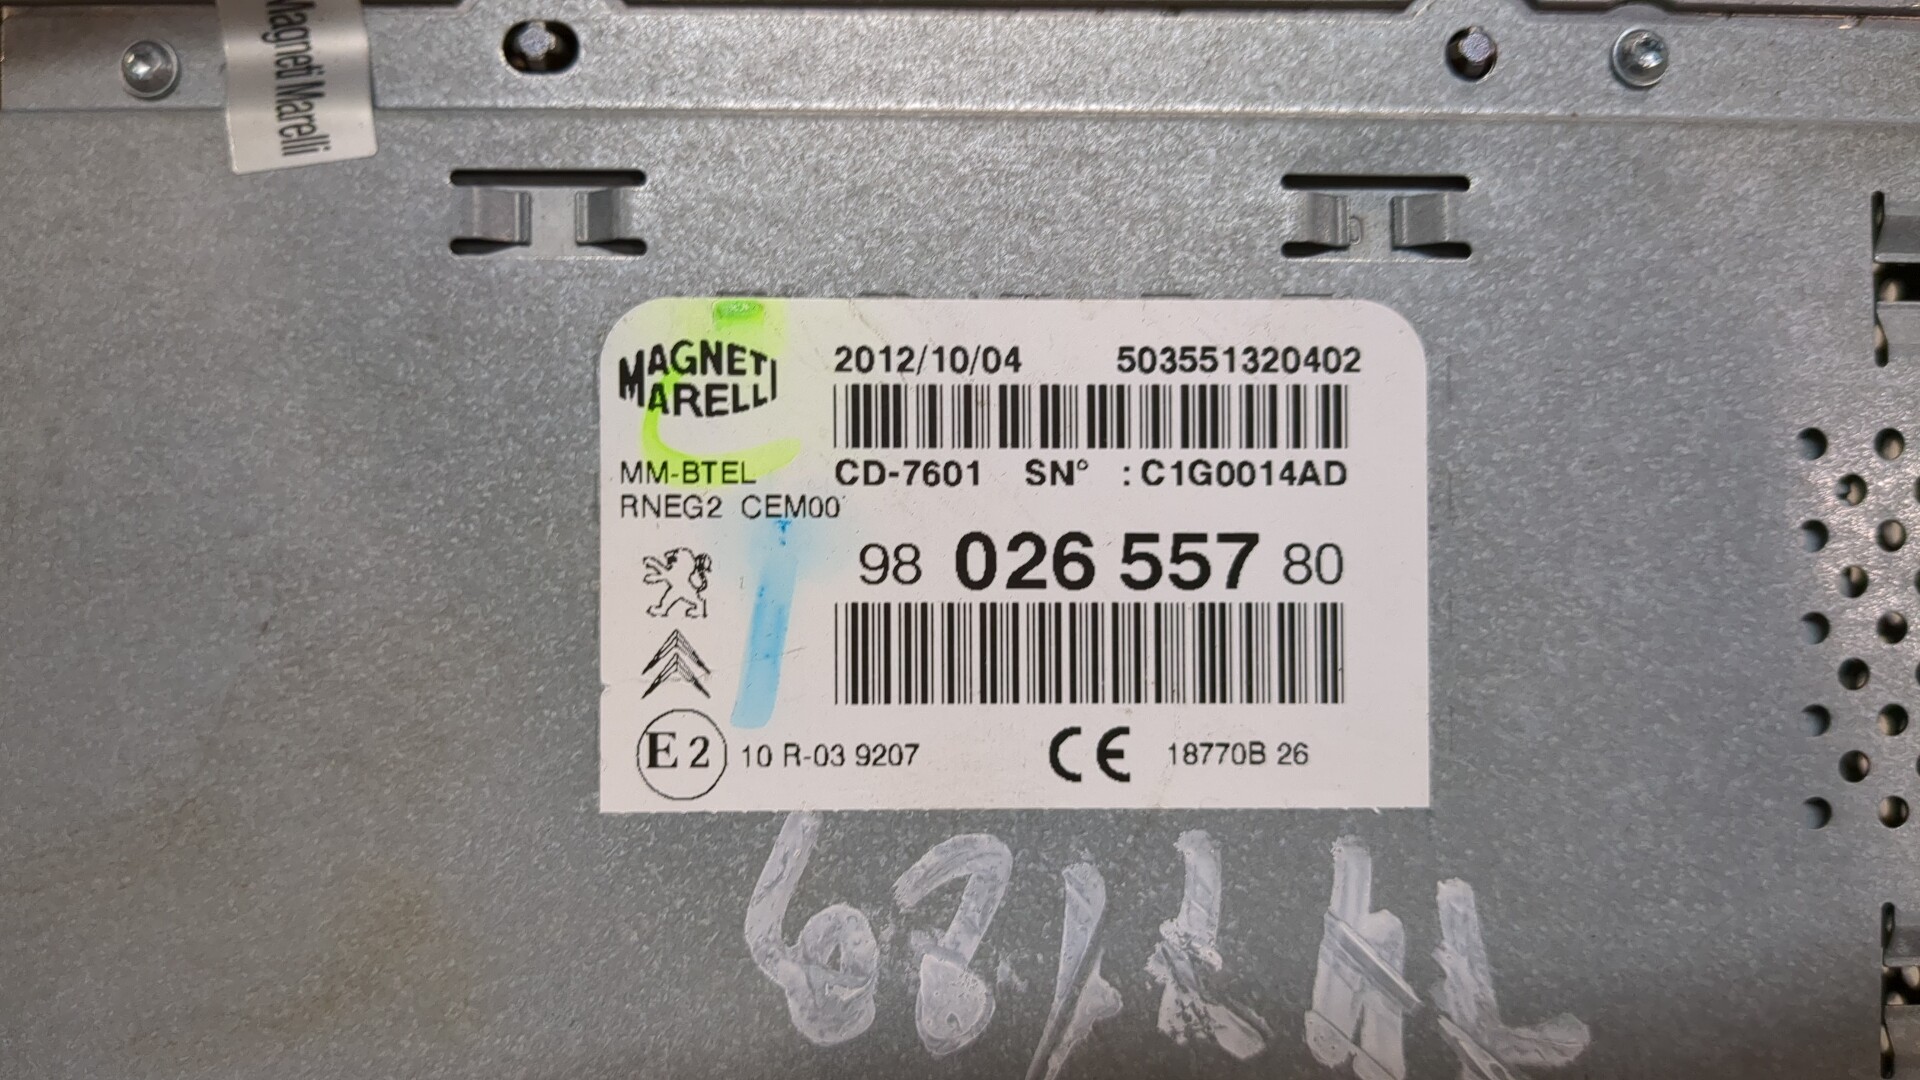 Magneti Marelli
MAGNETI
MARELLI
2012/10/04 503551320402
MM-BTEL
CD-7601 SN° : C1G0014AD
RNEG2 CEM00
98 026 557 80
E2 10 R-03 9207 CE 18770B 26